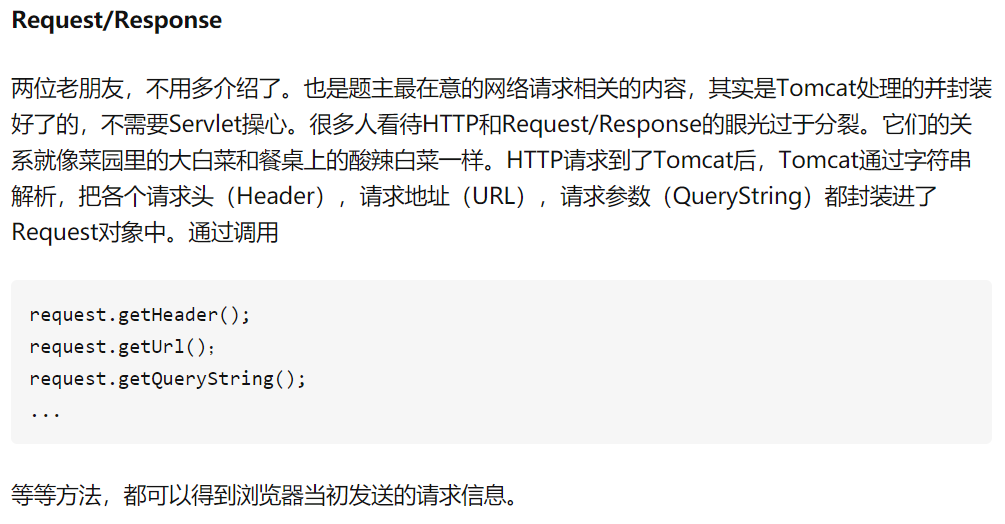 Request/Response
两位老朋友，不用多介绍了。也是题主最在意的网络请求相关的内容，其实是Tomcat处理的并封装
好了的，不需要Servlet操心。很多人看待HTTP和Request/Response的眼光过于分裂。它们的关
系就像菜园里的大白菜和餐桌上的酸辣白菜一样。HTTP请求到了Tomcat后，Tomcat通过字符串
解析，把各个请求头（Header），请求地址（URL），请求参数（QueryString）都封装进了
Request对象中。通过调用
request.getHeader();
request.getUrl()；
request.getQueryString();
...
等等方法，都可以得到浏览器当初发送的请求信息。